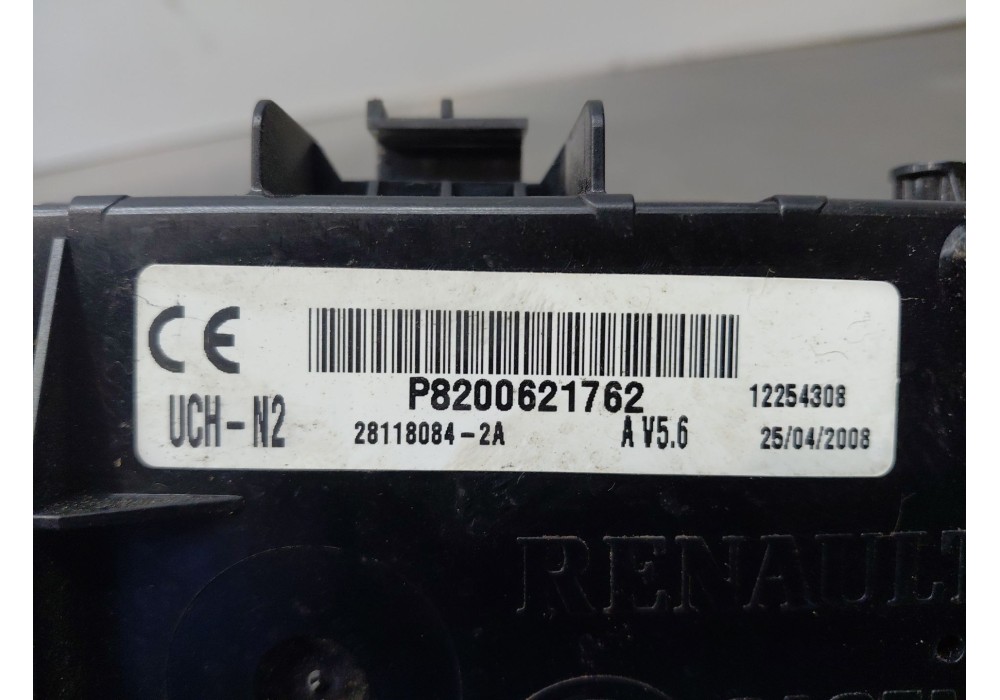 CE
P8200621762
12254308
UCH-N2
28118084-2A
A V5.6
25/04/2008
RENAULT